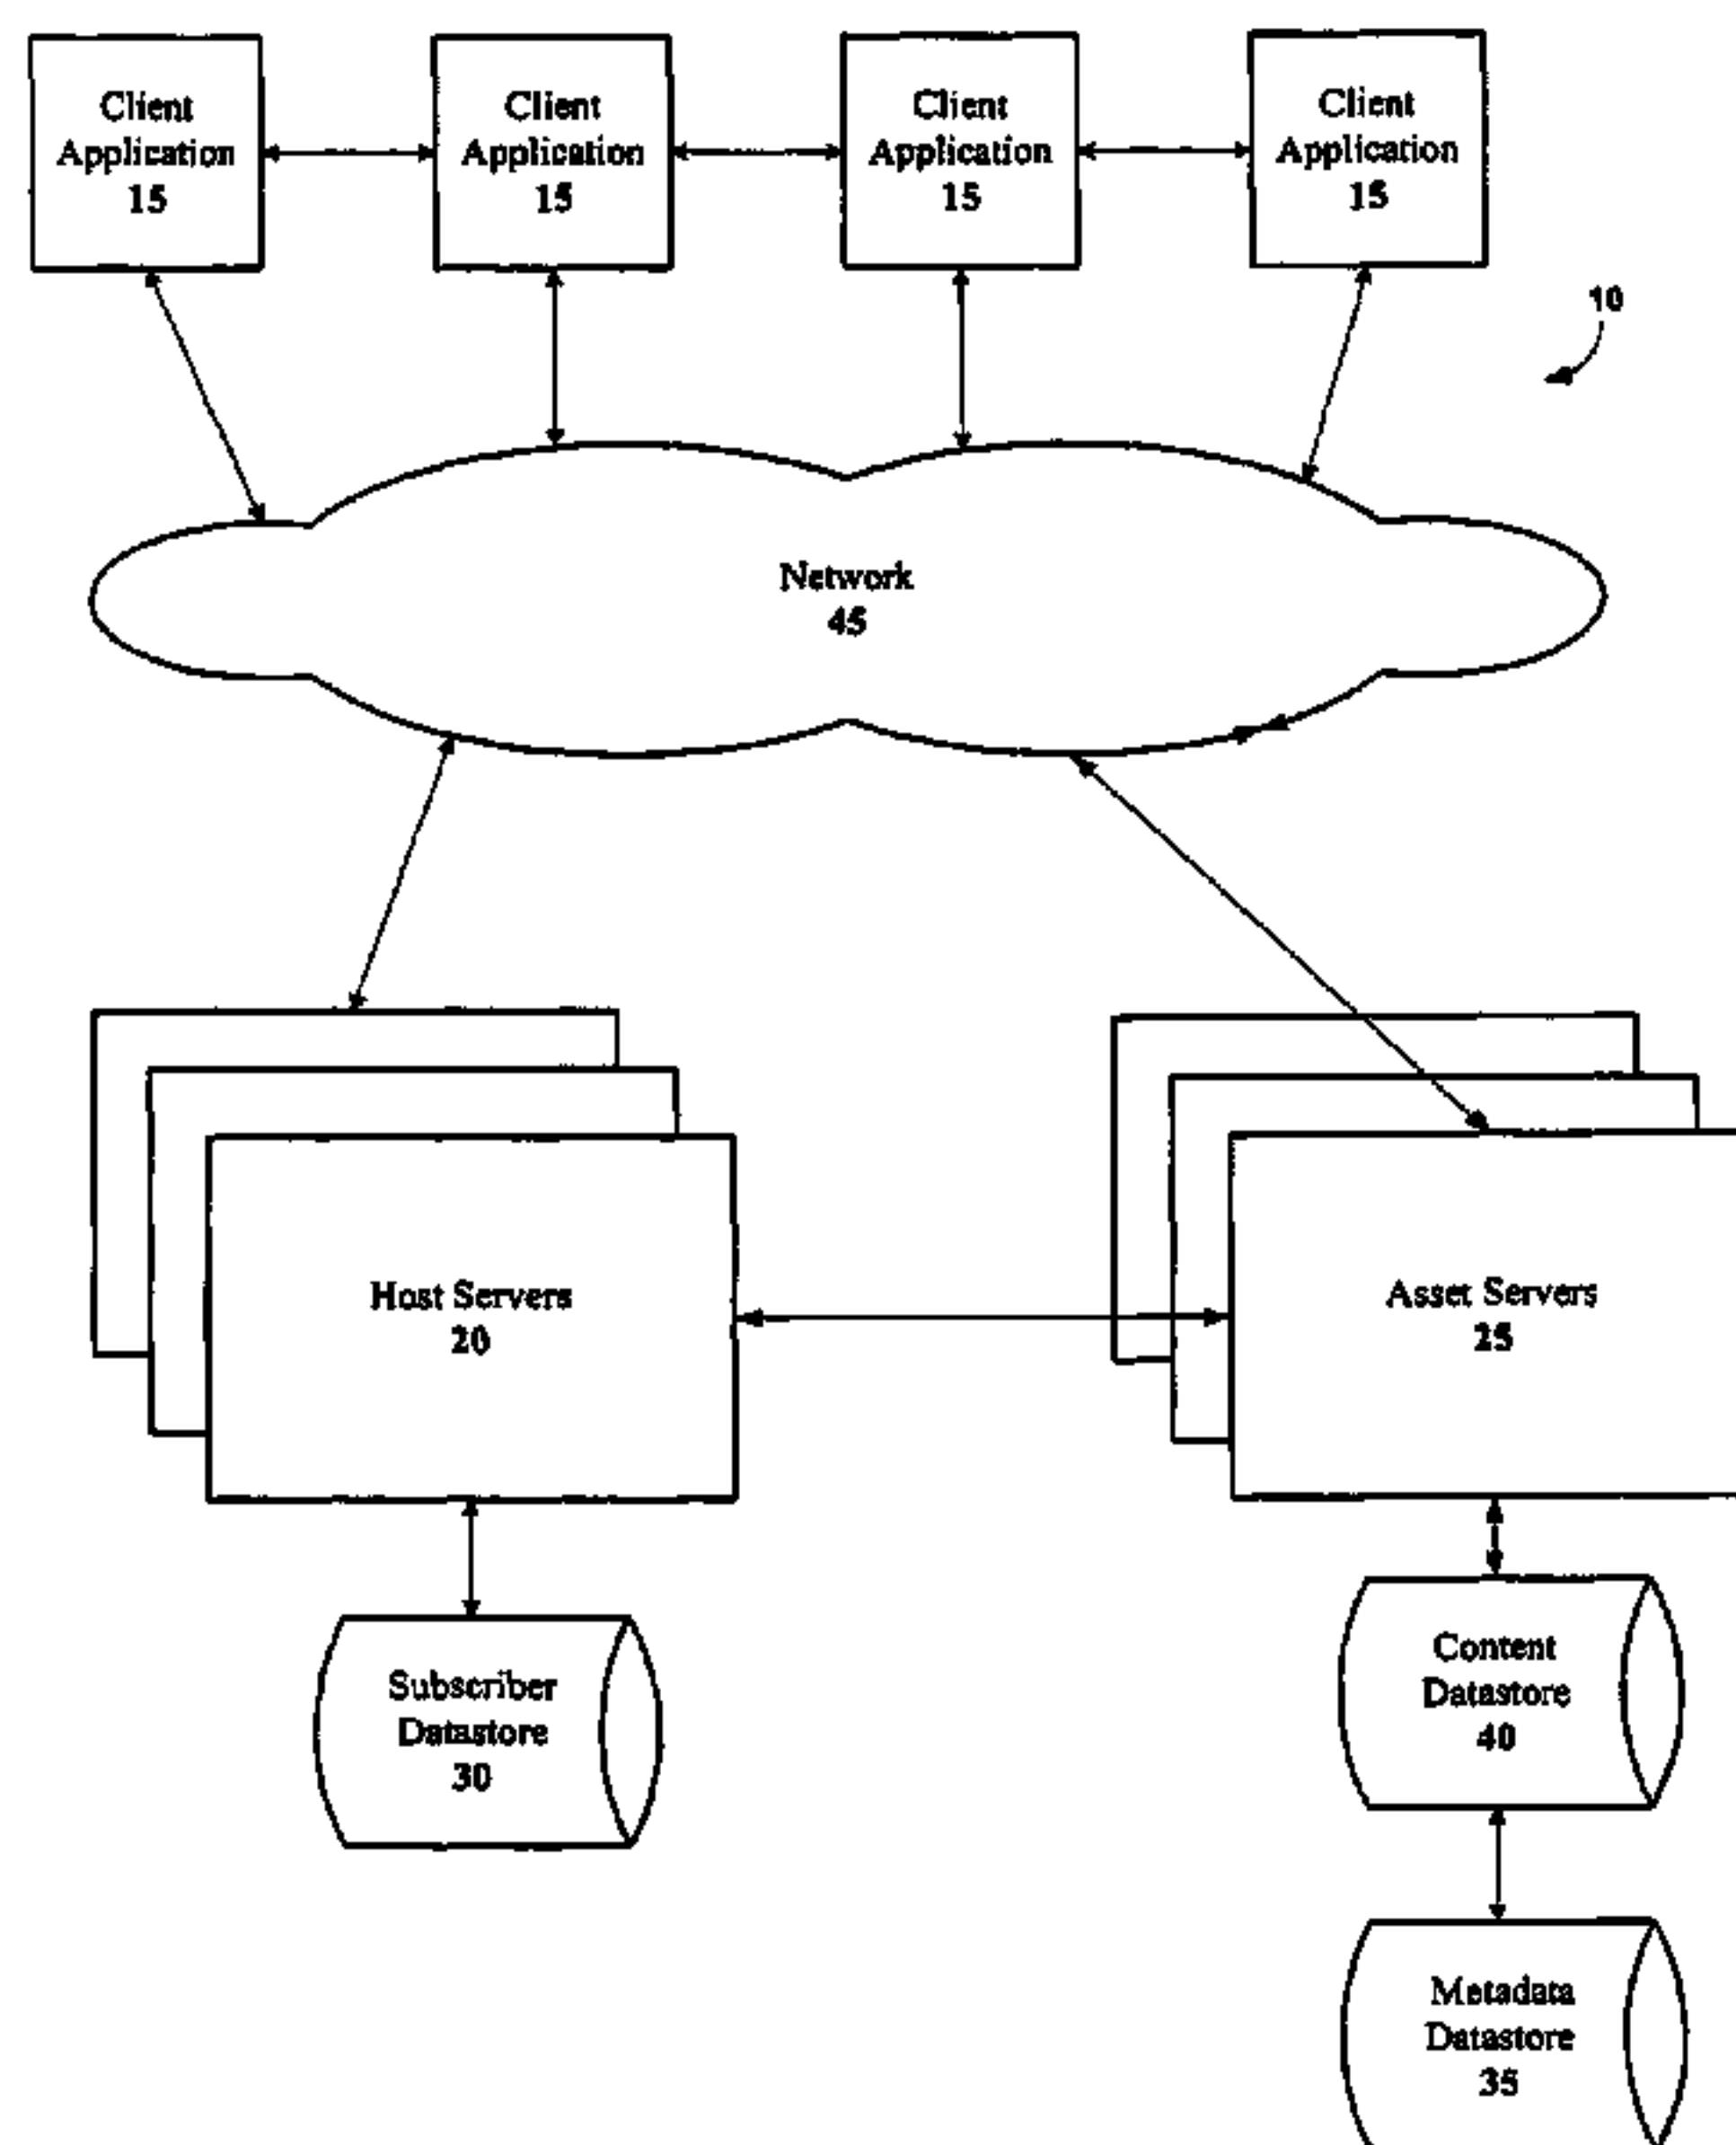 Client
Application
15
Client
Application
15
Client
Application
15
Client
Application
15
10
Network
45
Host Servers
20
Asset Servers
25
Subscriber
Datastore
30
Content
Datastore
40
Metadata
Datastore
35